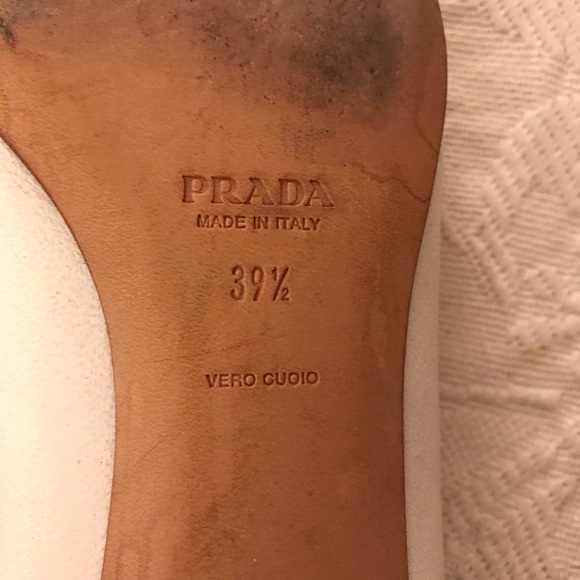 PRADA
MADE IN ITALY
39½
VERO CUOIO